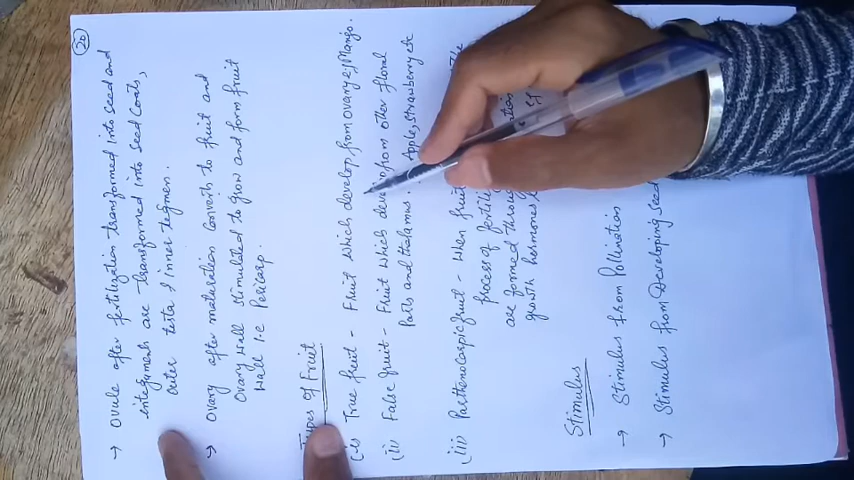 20
→ ovule after fertilization transformed into seed and
integuments are transformed into seed coats,
outer testa & inner tegmen.
→ ovary after maturation converts to fruit and
Ovary wall stimulated to grow and form fruit
wall i.e Pericarp.
Types of Fruit
(i) True fruit - Fruit which develop from ovary eg Mango.
(ii) False fruit - Fruit which develop from other floral
Parts and thalamus. Apple, strawberry etc
(iii) Parthenocarpic fruit - When fruit The
process of fertili
are formed throu
growth hormones
Stimulus
→ Stimulus from Pollination
→ Stimulus from Developing seed